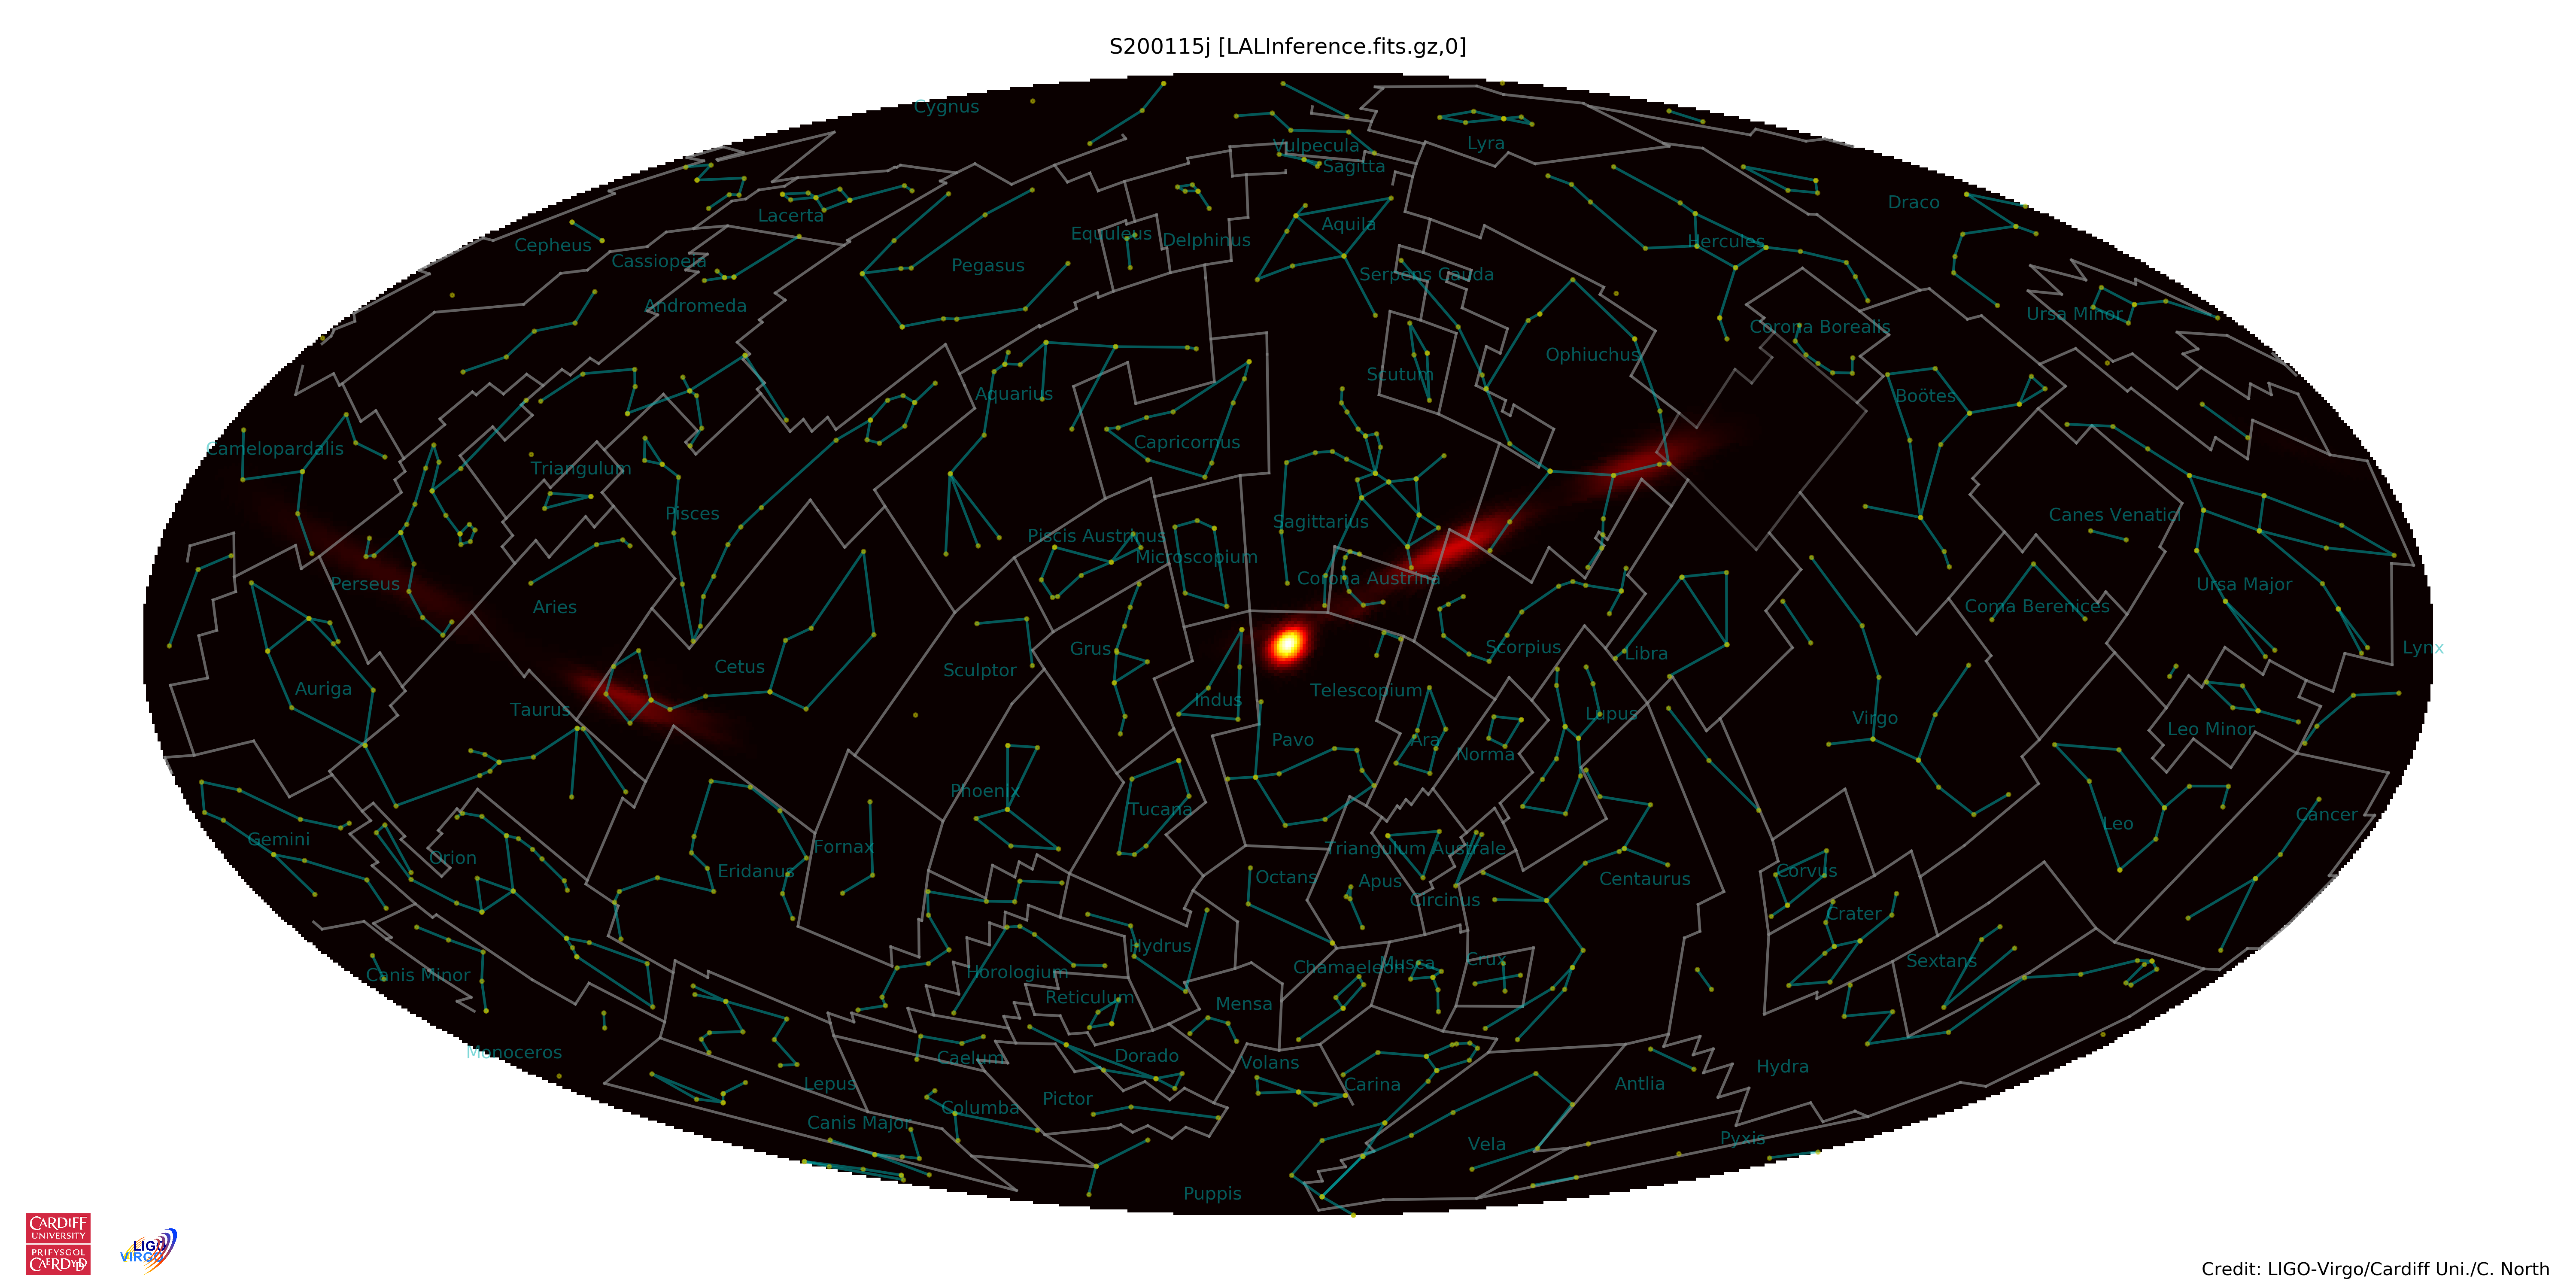 S200115j [LALInference.fits.gz,0]
Cygnus
Vulpecula
Lyra
Sagitta
Draco
Lacerta
Aquila
Equuleus
Delphinus
Hercules
Cepheus
Cassiopeia
Pegasus
Serpens Cauda
Andromeda
Ursa Minor
Corona Borealis
Ophiuchus
Scutum
Aquarius
Boötes
Capricornus
Camelopardalis
Triangulum
Pisces
Sagittarius
Canes Venatici
Piscis Austrinus
Microscopium
Corona Austrina
Perseus
Ursa Major
Aries
Coma Berenices
Grus
Scorpius
Libra
Lynx
Cetus
Sculptor
Auriga
Telescopium
Indus
Taurus
Lupus
Virgo
Leo Minor
Pavo
Ara
Norma
Phoenix
Tucana
Cancer
Leo
Gemini
Fornax
Triangulum Australe
Orion
Eridanus
Corvus
Octans
Apus
Centaurus
Circinus
Crater
Hydrus
Sextans
Crux
Musca
Chamaeleon
Horologium
Canis Minor
Reticulum
Mensa
Monoceros
Caelum
Dorado
Volans
Hydra
Lepus
Carina
Antlia
Pictor
Columba
Canis Major
Pyxis
Vela
Puppis
CARDIFF
UNIVERSITY
PRIFYSGOL
CAERDYDD
LIGO
VIRGO
Credit: LIGO-Virgo/Cardiff Uni./C. North